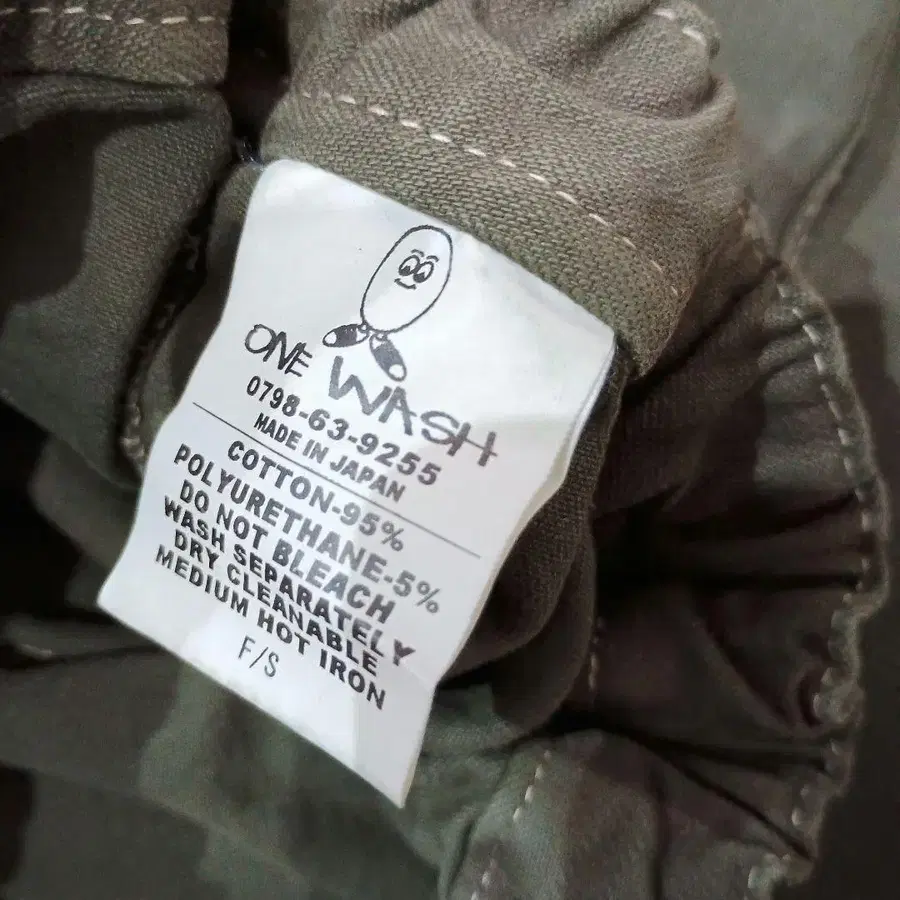 ONE WASH
0798-63-9255
MADE IN JAPAN
COTTON-95%
POLYURETHANE-5%
DO NOT BLEACH
WASH SEPARATELY
DRY CLEANABLE
MEDIUM HOT IRON
F/S